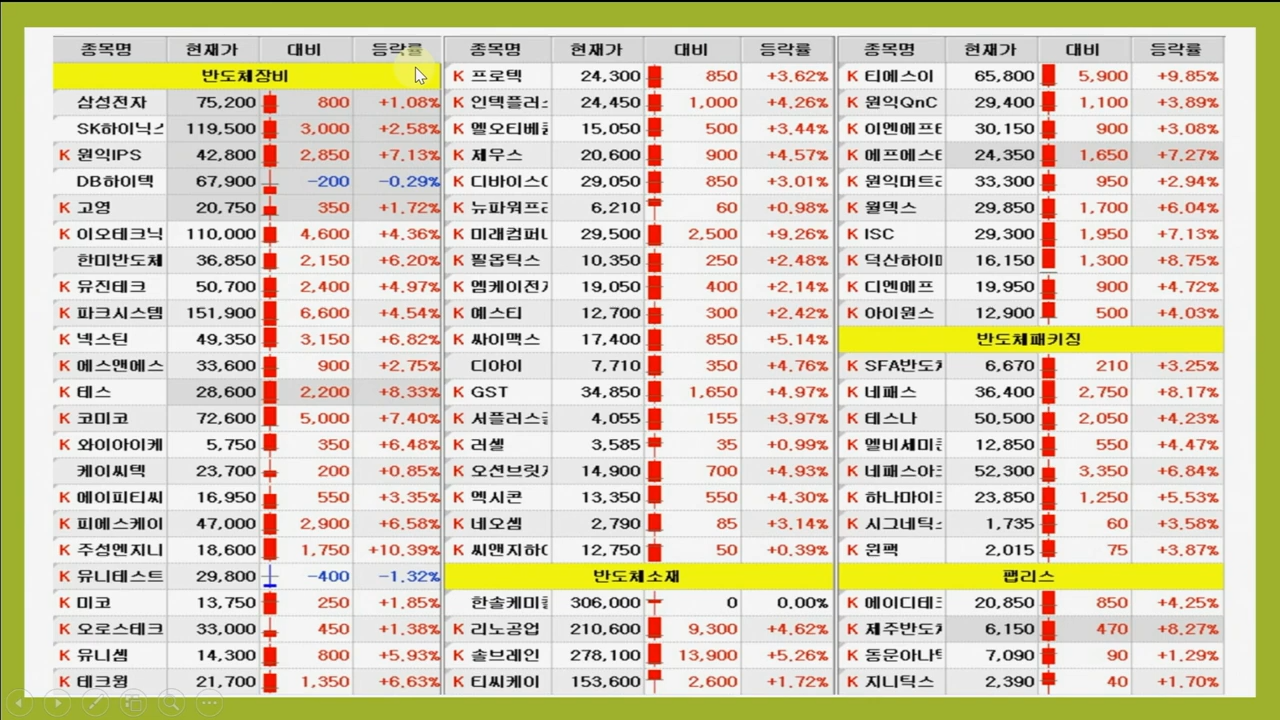 종목명 현재가 대비 등락률
반도체장비
삼성전자 75,200 800 +1.08%
SK하이닉스 119,500 3,000 +2.58%
K 원익IPS 42,800 2,850 +7.13%
DB하이텍 67,900 -200 -0.29%
K 고영 20,750 350 +1.72%
K 이오테크닉 110,000 4,600 +4.36%
한미반도체 36,850 2,150 +6.20%
K 유진테크 50,700 2,400 +4.97%
K 파크시스템 151,900 6,600 +4.54%
K 넥스틴 49,350 3,150 +6.82%
K 에스앤에스 33,600 900 +2.75%
K 테스 28,600 2,200 +8.33%
K 코미코 72,600 5,000 +7.40%
K 와이아이케 5,750 350 +6.48%
케이씨텍 23,700 200 +0.85%
K 에이피티씨 16,950 550 +3.35%
K 피에스케이 47,000 2,900 +6.58%
K 주성엔지니 18,600 1,750 +10.39%
K 유니테스트 29,800 -400 -1.32%
K 미코 13,750 250 +1.85%
K 오로스테크 33,000 450 +1.38%
K 유니셈 14,300 800 +5.93%
K 테크윙 21,700 1,350 +6.63%
종목명 현재가 대비 등락률
K 프로텍 24,300 850 +3.62%
K 인텍플러스 24,450 1,000 +4.26%
K 엘오티베 15,050 500 +3.44%
K 제우스 20,600 900 +4.57%
K 디바이스 29,050 850 +3.01%
K 뉴파워프 6,210 60 +0.98%
K 미래컴퍼니 29,500 2,500 +9.26%
K 필옵틱스 10,350 250 +2.48%
K 엠케이전자 19,050 400 +2.14%
K 예스티 12,700 300 +2.42%
K 싸이맥스 17,400 850 +5.14%
디아이 7,710 350 +4.76%
K GST 34,850 1,650 +4.97%
K 서플러스 4,055 155 +3.97%
K 러셀 3,585 35 +0.99%
K 오션브릿지 14,900 700 +4.93%
K 엑시콘 13,350 550 +4.30%
K 네오셈 2,790 85 +3.14%
K 씨앤지하이 12,750 50 +0.39%
반도체소재
한솔케미칼 306,000 0 0.00%
K 리노공업 210,600 9,300 +4.62%
K 솔브레인 278,100 13,900 +5.26%
K 티씨케이 153,600 2,600 +1.72%
종목명 현재가 대비 등락률
K 티에스이 65,800 5,900 +9.85%
K 원익QnC 29,400 1,100 +3.89%
K 이엔에프 30,150 900 +3.08%
K 에프에스 24,350 1,650 +7.27%
K 원익머트리 33,300 950 +2.94%
K 월덱스 29,850 1,700 +6.04%
K ISC 29,300 1,950 +7.13%
K 덕산하이 16,150 1,300 +8.75%
K 디엔에프 19,950 900 +4.72%
K 아이원스 12,900 500 +4.03%
반도체패키징
K SFA반도체 6,670 210 +3.25%
K 네패스 36,400 2,750 +8.17%
K 테스나 50,500 2,050 +4.23%
K 엘비세미콘 12,850 550 +4.47%
K 네패스아크 52,300 3,350 +6.84%
K 하나마이크 23,850 1,250 +5.53%
K 시그네틱스 1,735 60 +3.58%
K 윈팩 2,015 75 +3.87%
팹리스
K 에이디테크 20,850 850 +4.25%
K 제주반도체 6,150 470 +8.27%
K 동운아나텍 7,090 90 +1.29%
K 지니틱스 2,390 40 +1.70%